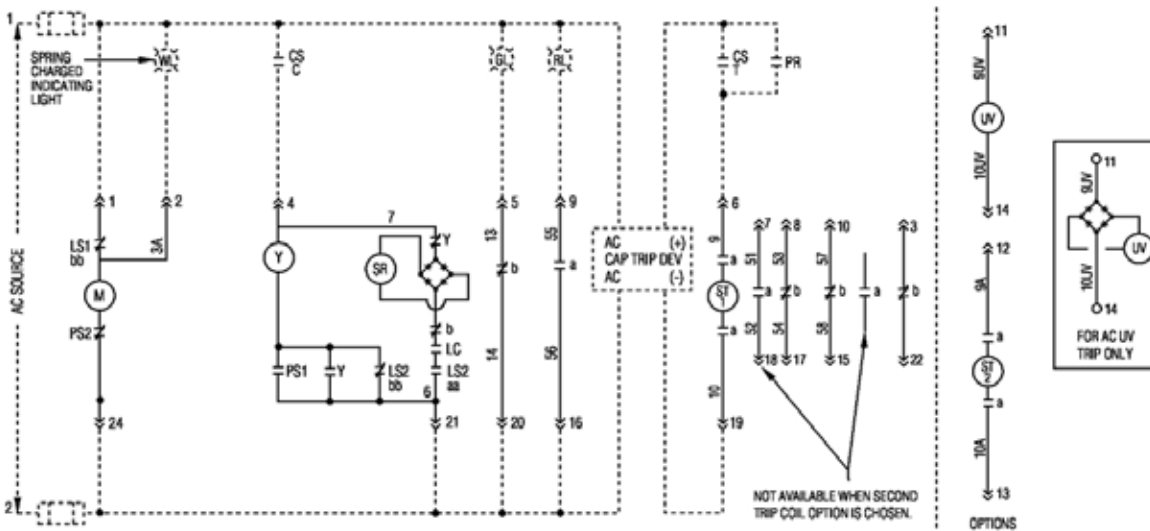 1
SPRING
CHARGED
INDICATING
LIGHT
WL
CS
C
GL
RL
CS
T
PR
11
9UV
UV
10UV
14
11
9UV
UV
10UV
14
FOR AC UV
TRIP ONLY
AC SOURCE
1
2
4
5
9
6
7
8
10
3
12
LS1
bb
3A
M
PS2
24
7
Y
Y
SR
b
LC
LS2
aa
6
PS1
Y
LS2
bb
21
13
b
14
20
55
a
56
16
AC (+)
CAP TRIP DEV
AC (-)
9
a
ST
1
a
10
19
51
a
52
18
53
b
54
17
57
b
58
15
a
b
22
9A
a
ST
2
a
10A
13
2
NOT AVAILABLE WHEN SECOND
TRIP COIL OPTION IS CHOSEN.
OPTIONS